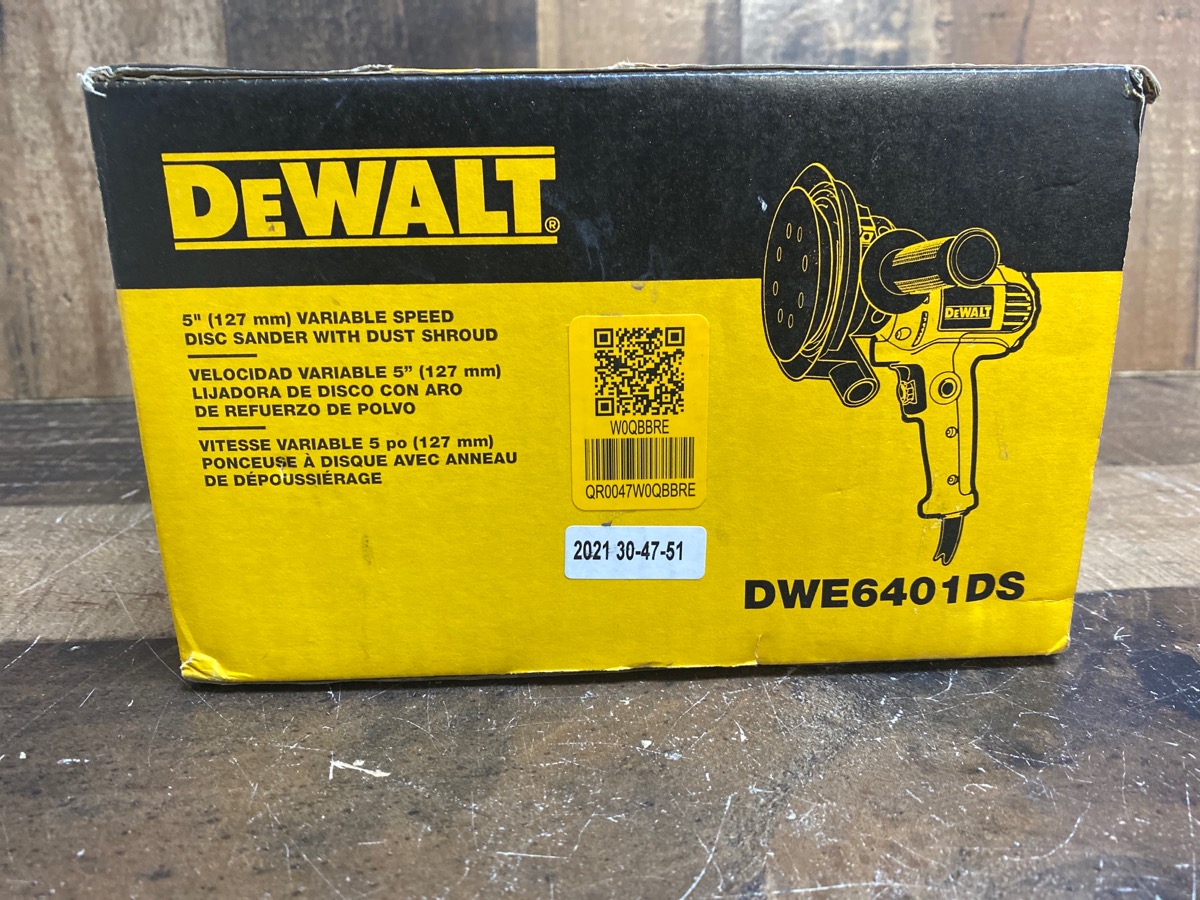 DEWALT®
5" (127 mm) VARIABLE SPEED
DISC SANDER WITH DUST SHROUD
VELOCIDAD VARIABLE 5” (127 mm)
LIJADORA DE DISCO CON ARO
DE REFUERZO DE POLVO
VITESSE VARIABLE 5 po (127 mm)
PONCEUSE À DISQUE AVEC ANNEAU
DE DÉPOUSSIÉRAGE
W0QBBRE
QR0047W0QBBRE
2021 30-47-51
DEWALT
DWE6401DS